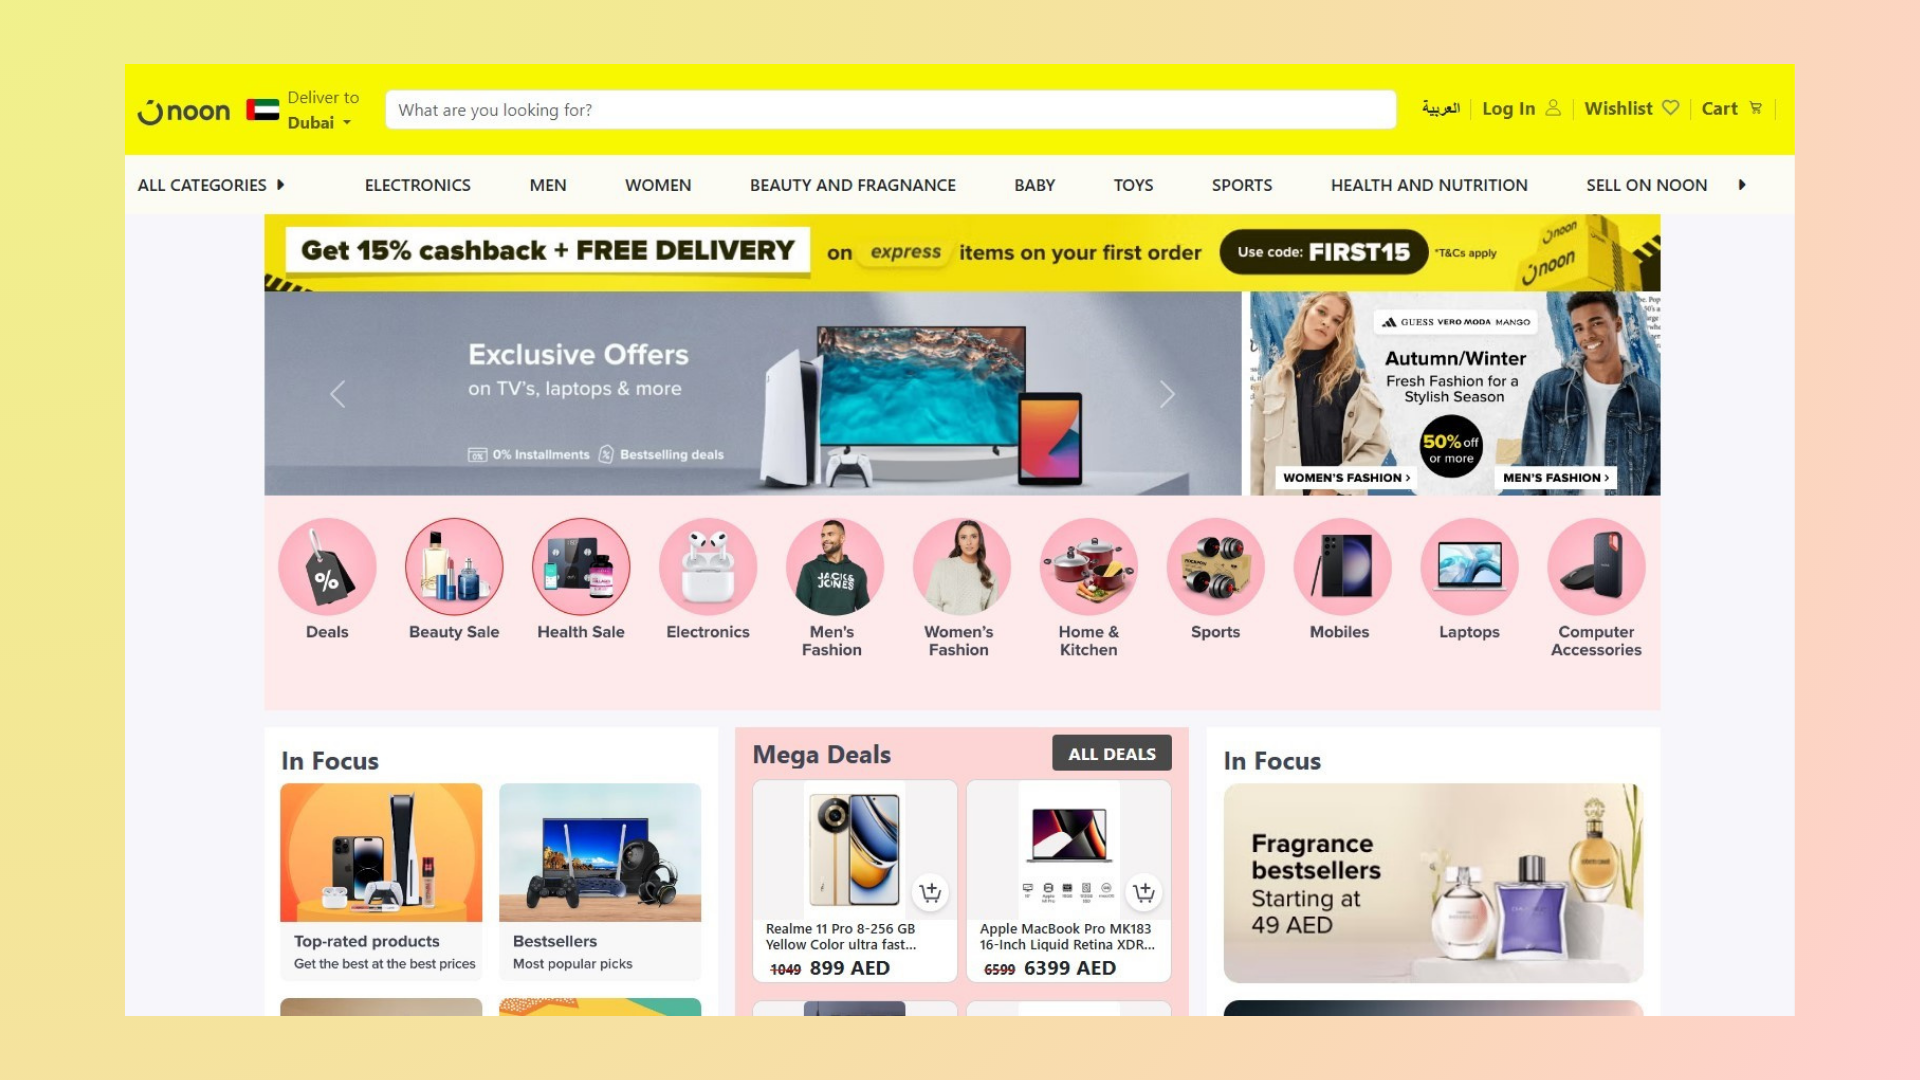 noon
Deliver to
Dubai
What are you looking for?
العربية
Log In
Wishlist
Cart
ALL CATEGORIES
ELECTRONICS
MEN
WOMEN
BEAUTY AND FRAGNANCE
BABY
TOYS
SPORTS
HEALTH AND NUTRITION
SELL ON NOON
Get 15% cashback + FREE DELIVERY on express items on your first order
Use code: FIRST15
*T&Cs apply
noon
noon
Exclusive Offers
on TV's, laptops & more
0% 0% Installments
% Bestselling deals
GUESS VERO MODA MANGO
Autumn/Winter
Fresh Fashion for a
Stylish Season
50% off
or more
WOMEN'S FASHION ›
MEN'S FASHION ›
%
JACK&
JONES
Deals
Beauty Sale
Health Sale
Electronics
Men's
Fashion
Women's
Fashion
Home &
Kitchen
Sports
Mobiles
Laptops
Computer
Accessories
In Focus
Top-rated products
Get the best at the best prices
Bestsellers
Most popular picks
Mega Deals
ALL DEALS
Realme 11 Pro 8-256 GB
Yellow Color ultra fast...
1049 899 AED
Apple MacBook Pro MK183
16-Inch Liquid Retina XDR...
6599 6399 AED
In Focus
Fragrance
bestsellers
Starting at
49 AED